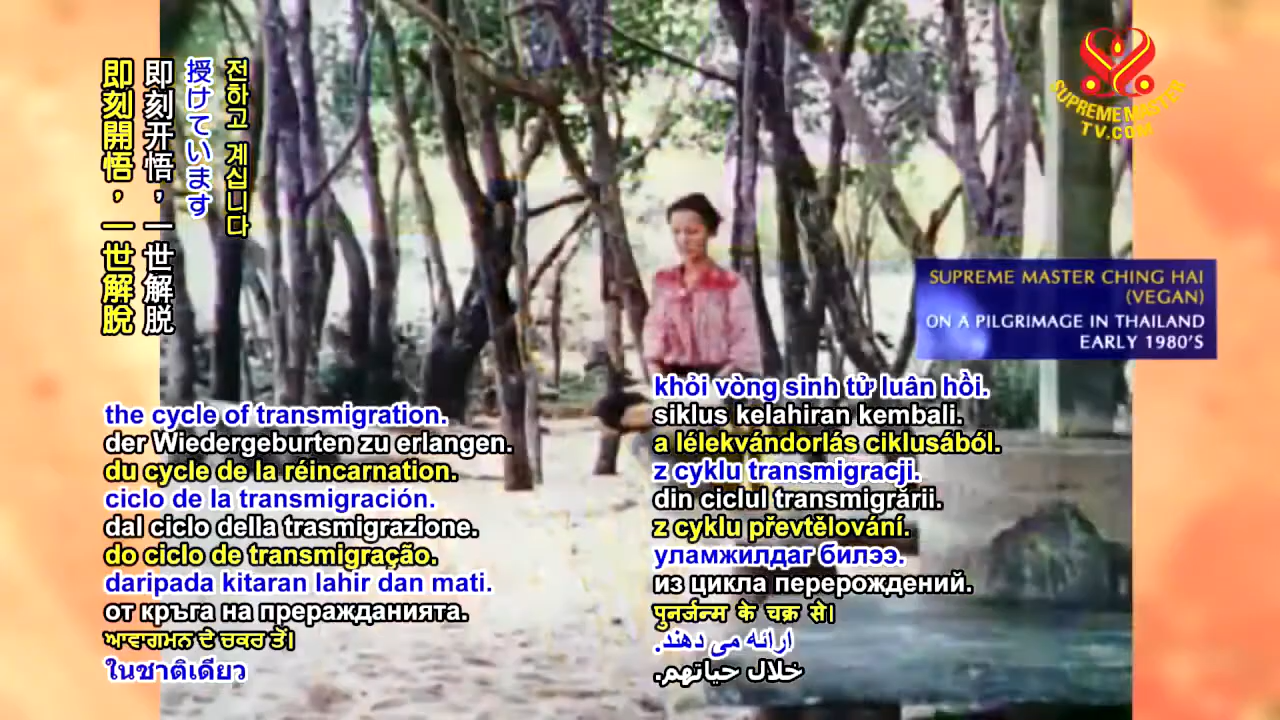 전하고 계십니다
授けています
即刻开悟，一世解脱
即刻開悟，一世解脫
SUPREME MASTER
TV.COM
SUPREME MASTER CHING HAI
(VEGAN)
ON A PILGRIMAGE IN THAILAND
EARLY 1980'S
the cycle of transmigration.
der Wiedergeburten zu erlangen.
du cycle de la réincarnation.
ciclo de la transmigración.
dal ciclo della trasmigrazione.
do ciclo de transmigração.
daripada kitaran lahir dan mati.
от кръга на преражданията.
ਆਵਾਗਮਨ ਦੇ ਚਕਰ ਤੋਂ।
ในชาติเดียว
khỏi vòng sinh tử luân hồi.
siklus kelahiran kembali.
a lélekvándorlás ciklusából.
z cyklu transmigracji.
din ciclul transmigrării.
z cyklu převtělování.
уламжилдаг билээ.
из цикла перерождений.
पुनर्जन्म के चक्र से।
ارائه می دهند.
خلال حياتهم.